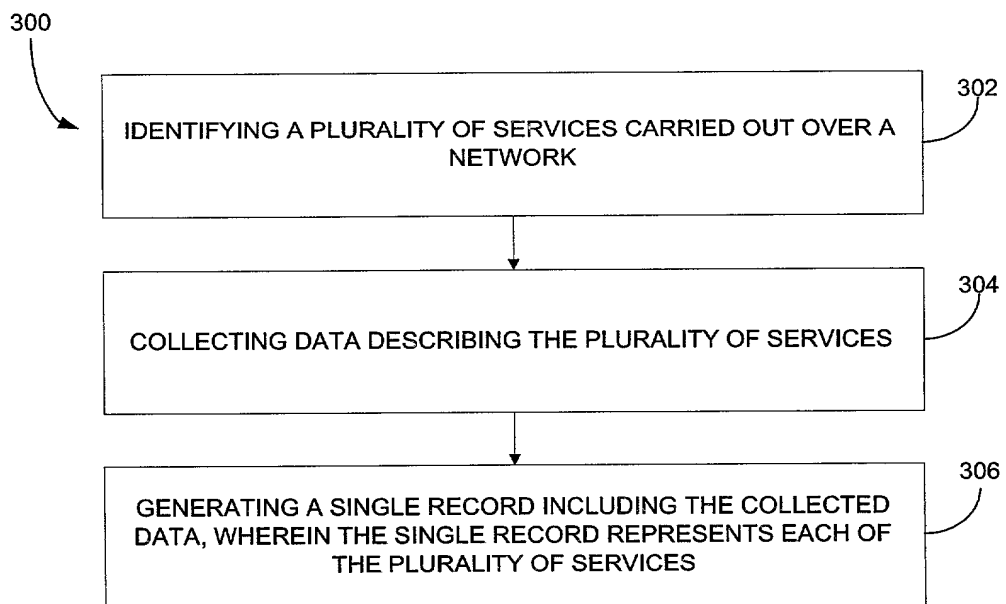 300
302
IDENTIFYING A PLURALITY OF SERVICES CARRIED OUT OVER A
NETWORK
304
COLLECTING DATA DESCRIBING THE PLURALITY OF SERVICES
306
GENERATING A SINGLE RECORD INCLUDING THE COLLECTED
DATA, WHEREIN THE SINGLE RECORD REPRESENTS EACH OF
THE PLURALITY OF SERVICES